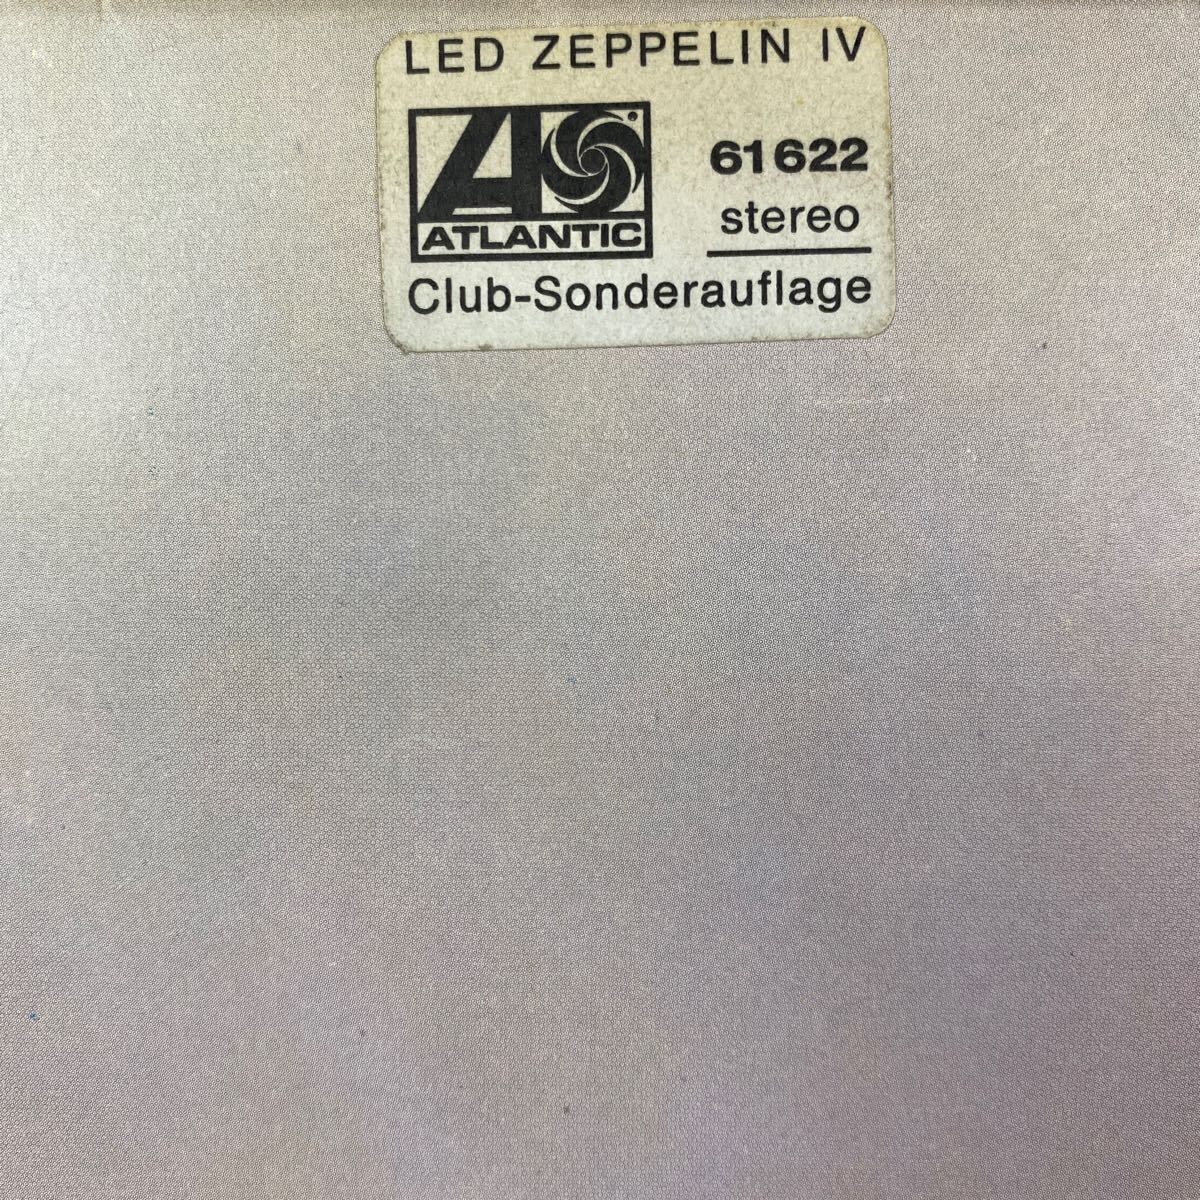 LED ZEPPELIN IV
ATLANTIC
61622
stereo
Club-Sonderauflage